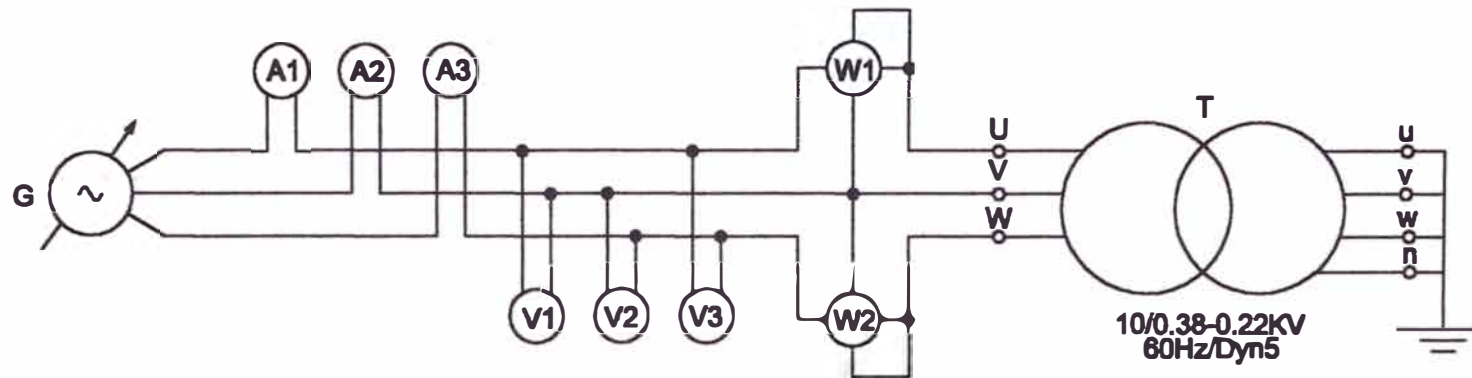 A1
A2
A3
W1
T
U
V
W
u
v
w
n
G
~
V1
V2
V3
W2
10/0.38-0.22KV
60Hz/Dyn5